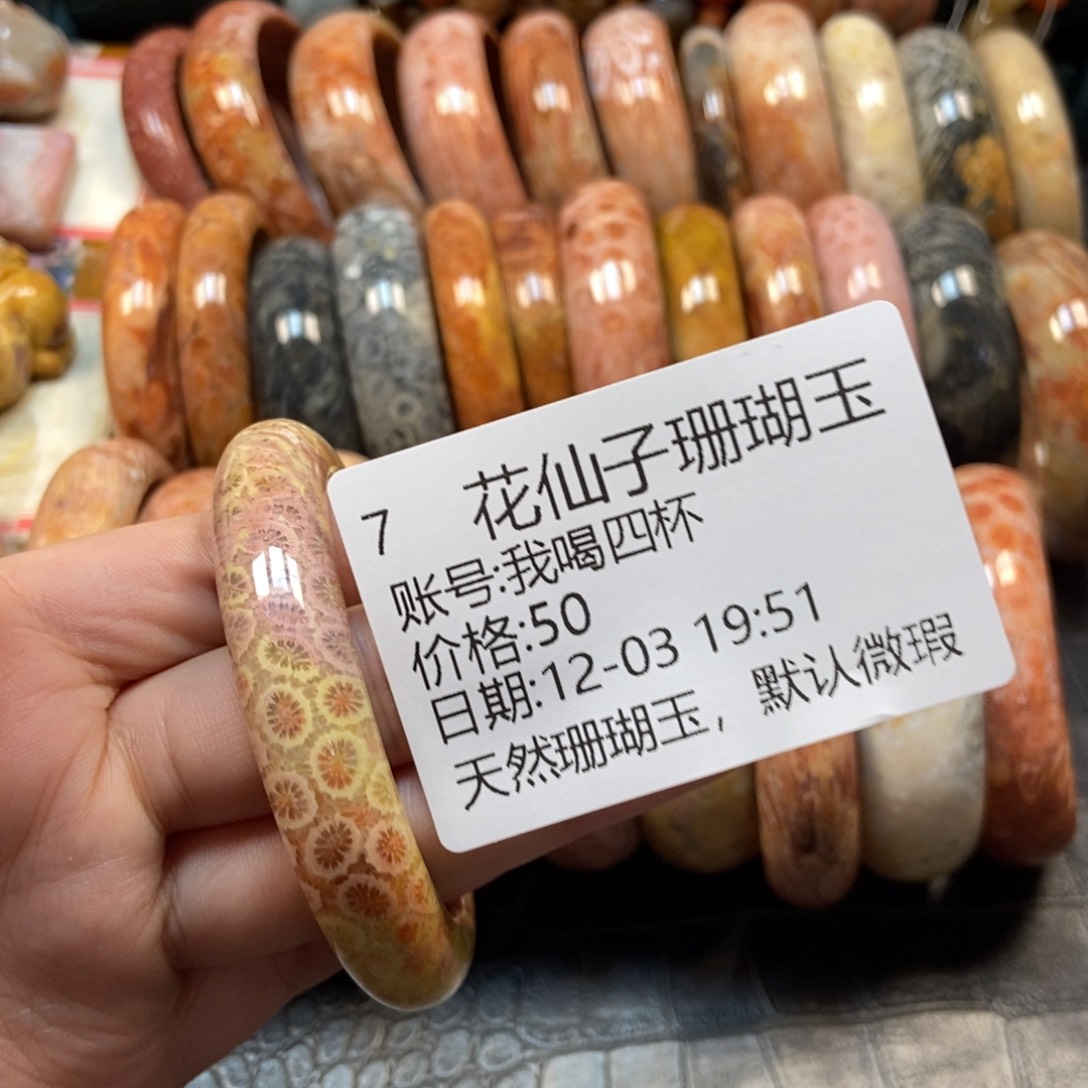 花仙子珊瑚玉
7
账号:我喝四杯
价格:50
日期:12-03 19:51
天然珊瑚玉，默认微瑕